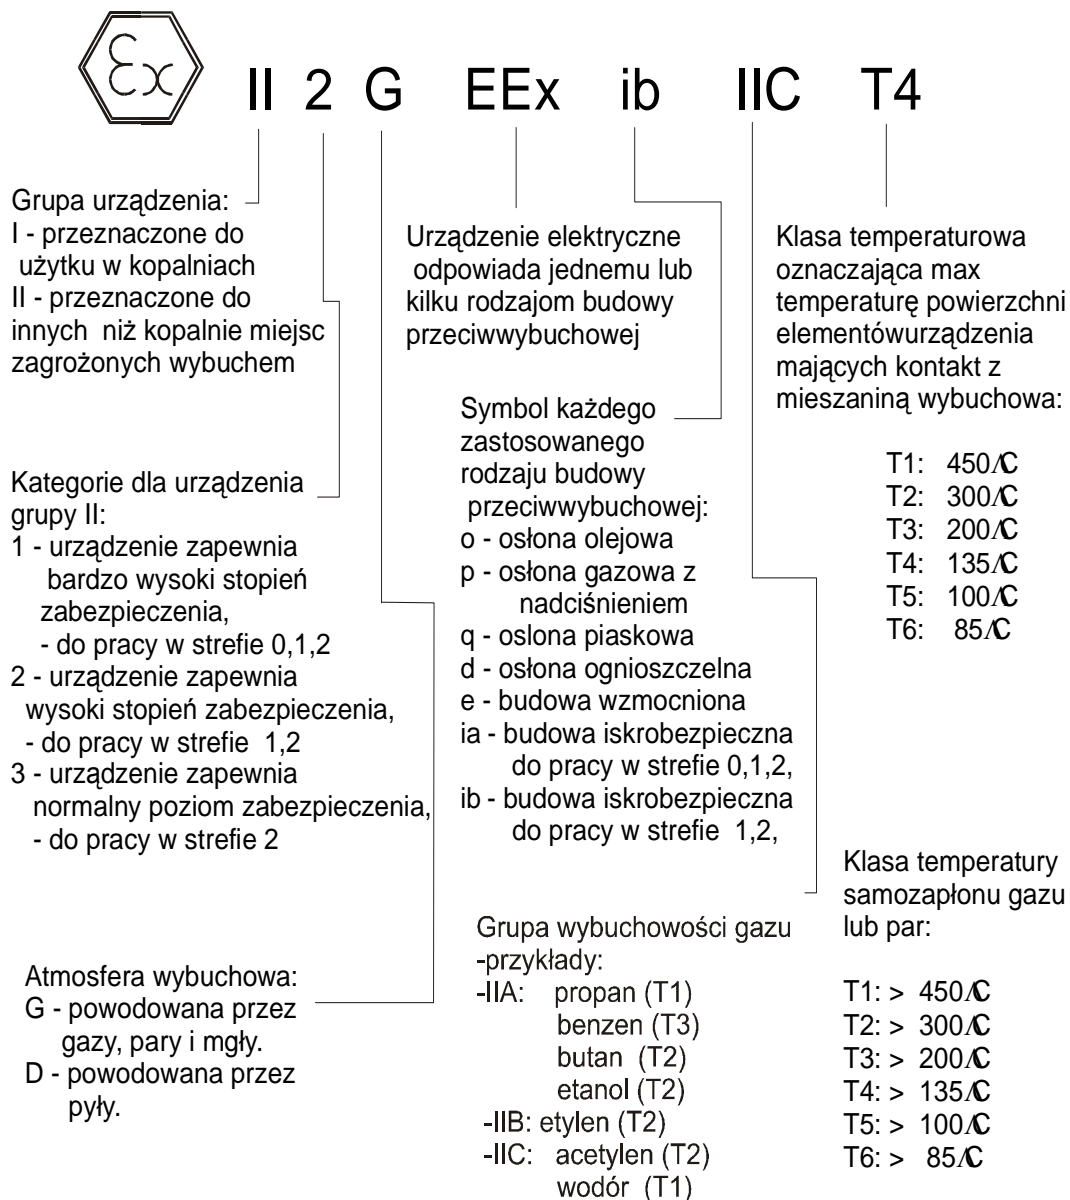 Ex II 2 G EEx ib IIC T4
Grupa urządzenia:
I - przeznaczone do
użytku w kopalniach
II - przeznaczone do
innych niż kopalnie miejsc
zagrożonych wybuchem
Kategorie dla urządzenia
grupy II:
1 - urządzenie zapewnia
bardzo wysoki stopień
zabezpieczenia,
- do pracy w strefie 0,1,2
2 - urządzenie zapewnia
wysoki stopień zabezpieczenia,
- do pracy w strefie 1,2
3 - urządzenie zapewnia
normalny poziom zabezpieczenia,
- do pracy w strefie 2
Atmosfera wybuchowa:
G - powodowana przez
gazy, pary i mgły.
D - powodowana przez
pyły.
Urządzenie elektryczne
odpowiada jednemu lub
kilku rodzajom budowy
przeciwwybuchowej
Symbol każdego
zastosowanego
rodzaju budowy
przeciwwybuchowej:
o - osłona olejowa
p - osłona gazowa z
nadciśnieniem
q - oslona piaskowa
d - osłona ognioszczelna
e - budowa wzmocniona
ia - budowa iskrobezpieczna
do pracy w strefie 0,1,2,
ib - budowa iskrobezpieczna
do pracy w strefie 1,2,
Grupa wybuchowości gazu
-przykłady:
-IIA: propan (T1)
benzen (T3)
butan (T2)
etanol (T2)
-IIB: etylen (T2)
-IIC: acetylen (T2)
wodór (T1)
Klasa temperaturowa
oznaczająca max
temperaturę powierzchni
elementówurządzenia
mających kontakt z
mieszaniną wybuchowa:
T1: 450/\C
T2: 300/\C
T3: 200/\C
T4: 135/\C
T5: 100/\C
T6: 85/\C
Klasa temperatury
samozapłonu gazu
lub par:
T1: > 450/\C
T2: > 300/\C
T3: > 200/\C
T4: > 135/\C
T5: > 100/\C
T6: > 85/\C